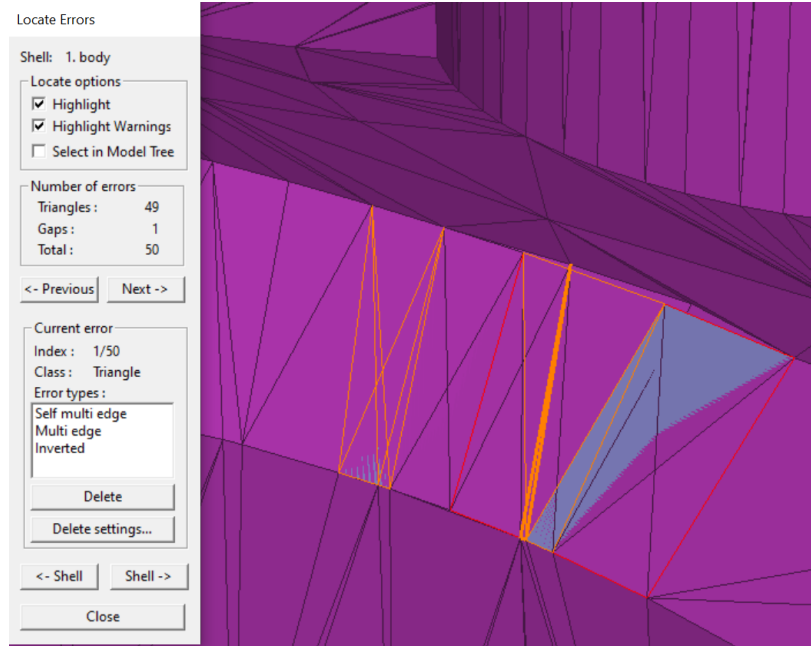 Locate Errors
Shell: 1. body
Locate options
Highlight
Highlight Warnings
Select in Model Tree
Number of errors
Triangles : 49
Gaps : 1
Total : 50
<- Previous Next ->
Current error
Index : 1/50
Class : Triangle
Error types :
Self multi edge
Multi edge
Inverted
Delete
Delete settings...
<- Shell Shell ->
Close